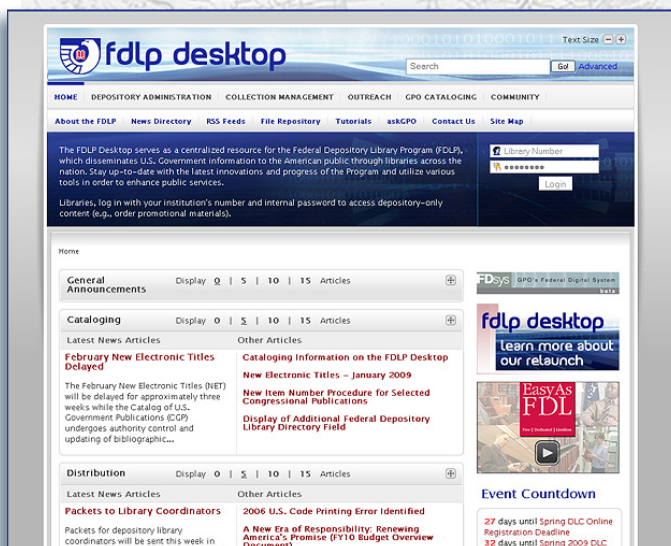 Text Size
fdlp desktop
Search Go! Advanced
HOME DEPOSITORY ADMINISTRATION COLLECTION MANAGEMENT OUTREACH GPO CATALOGING COMMUNITY
About the FDLP News Directory RSS Feeds File Repository Tutorials askGPO Contact Us Site Map
The FDLP Desktop serves as a centralized resource for the Federal Depository Library Program (FDLP),
which disseminates U.S. Government information to the American public through libraries across the
nation. Stay up-to-date with the latest innovations and progress of the Program and utilize various
tools in order to enhance public services.
Libraries, log in with your institution's number and internal password to access depository-only
content (e.g., order promotional materials).
Library Number
Login
Home
General
Announcements
Display 0 | 5 | 10 | 15 Articles
Cataloging Display 0 | 5 | 10 | 15 Articles
Latest News Articles
February New Electronic Titles
Delayed
The February New Electronic Titles (NET)
will be delayed for approximately three
weeks while the Catalog of U.S.
Government Publications (CGP)
undergoes authority control and
updating of bibliographic...
Other Articles
Cataloging Information on the FDLP Desktop
New Electronic Titles - January 2009
New Item Number Procedure for Selected
Congressional Publications
Display of Additional Federal Depository
Library Directory Field
Distribution Display 0 | 5 | 10 | 15 Articles
Latest News Articles
Packets to Library Coordinators
Packets for depository library
coordinators will be sent this week in
Other Articles
2006 U.S. Code Printing Error Identified
A New Era of Responsibility: Renewing
America's Promise (FY10 Budget Overview
Document)
FDsys GPO's Federal Digital System
beta
fdlp desktop
learn more about
our relaunch
EasyAs
FDL
Event Countdown
27 days until Spring DLC Online
Registration Deadline
32 days until Spring 2009 DLC